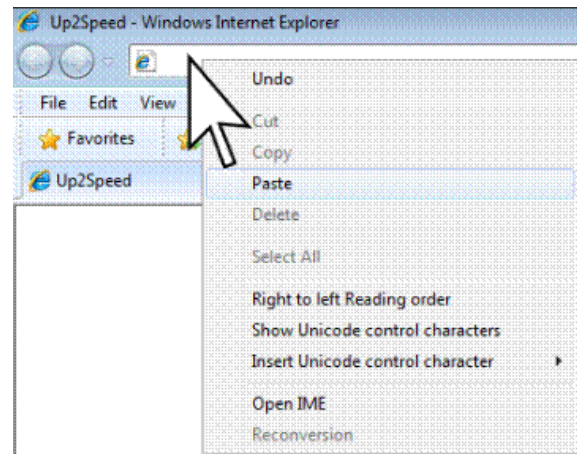 Up2Speed - Windows Internet Explorer
Undo
File Edit View
Cut
Copy
Favorites
Paste
Up2Speed
Delete
Select All
Right to left Reading order
Show Unicode control characters
Insert Unicode control character
Open IME
Reconversion